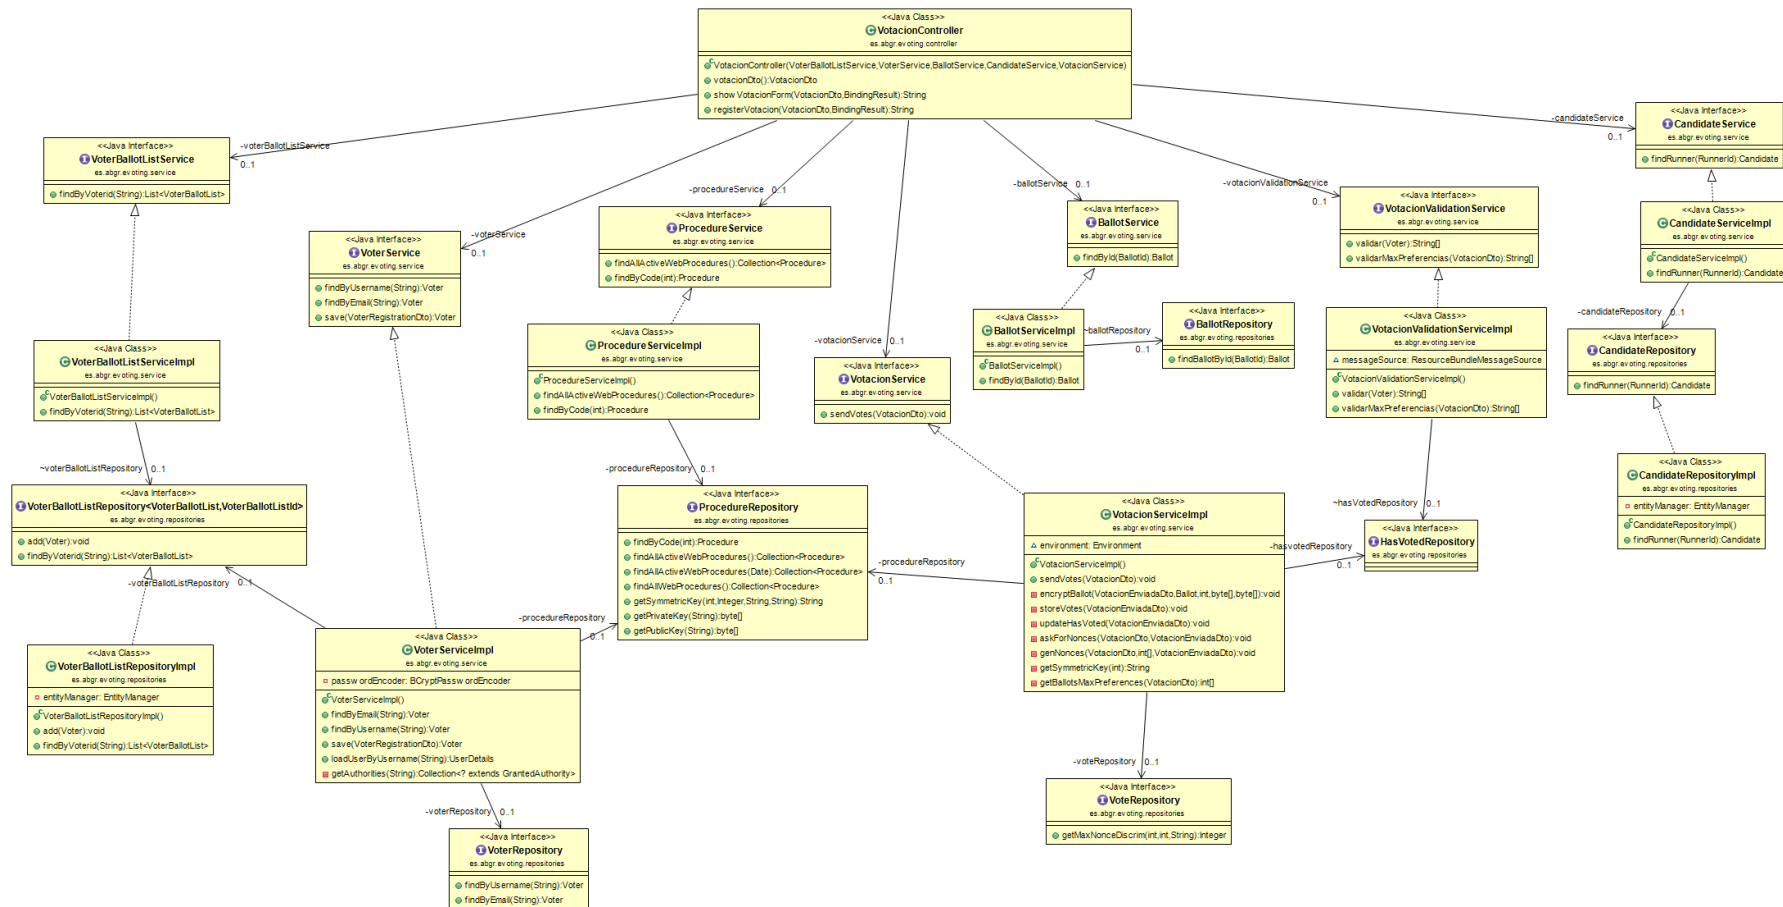 <<Java Class>>
VotacionController
es.abgr.evoting.controller
VotacionController(VoterBallotListService,VoterService,BallotService,CandidateService,VotacionService)
votacionDto():VotacionDto
showVotacionForm(VotacionDto,BindingResult):String
registerVotacion(VotacionDto,BindingResult):String
-voterBallotListService
0..1
-voterService
0..1
-procedureService
0..1
-votacionService
0..1
-ballotService
0..1
-votacionValidationService
0..1
-candidateService
0..1
<<Java Interface>>
VoterBallotListService
es.abgr.evoting.service
findByVoterid(String):List<VoterBallotList>
<<Java Interface>>
VoterService
es.abgr.evoting.service
findByUsername(String):Voter
findByEmail(String):Voter
save(VoterRegistrationDto):Voter
<<Java Interface>>
ProcedureService
es.abgr.evoting.service
findAllActiveWebProcedures():Collection<Procedure>
findByCode(int):Procedure
<<Java Interface>>
BallotService
es.abgr.evoting.service
findById(BallotId):Ballot
<<Java Interface>>
VotacionValidationService
es.abgr.evoting.service
validar(Voter):String[]
validarMaxPreferencias(VotacionDto):String[]
<<Java Interface>>
CandidateService
es.abgr.evoting.service
findRunner(RunnerId):Candidate
<<Java Class>>
CandidateServiceImpl
es.abgr.evoting.service
CandidateServiceImpl()
findRunner(RunnerId):Candidate
-candidateRepository
0..1
<<Java Class>>
VoterBallotListServiceImpl
es.abgr.evoting.service
VoterBallotListServiceImpl()
findByVoterid(String):List<VoterBallotList>
~voterBallotListRepository
0..1
<<Java Class>>
ProcedureServiceImpl
es.abgr.evoting.service
ProcedureServiceImpl()
findAllActiveWebProcedures():Collection<Procedure>
findByCode(int):Procedure
-procedureRepository
0..1
<<Java Interface>>
VotacionService
es.abgr.evoting.service
sendVotes(VotacionDto):void
<<Java Class>>
BallotServiceImpl
es.abgr.evoting.service
BallotServiceImpl()
findById(BallotId):Ballot
~ballotRepository
0..1
<<Java Interface>>
BallotRepository
es.abgr.evoting.repositories
findBallotById(BallotId):Ballot
<<Java Class>>
VotacionValidationServiceImpl
es.abgr.evoting.service
messageSource: ResourceBundleMessageSource
VotacionValidationServiceImpl()
validar(Voter):String[]
validarMaxPreferencias(VotacionDto):String[]
~hasVotedRepository
0..1
<<Java Interface>>
CandidateRepository
es.abgr.evoting.repositories
findRunner(RunnerId):Candidate
<<Java Class>>
CandidateRepositoryImpl
es.abgr.evoting.repositories
entityManager: EntityManager
CandidateRepositoryImpl()
findRunner(RunnerId):Candidate
<<Java Interface>>
VoterBallotListRepository<VoterBallotList,VoterBallotListId>
es.abgr.evoting.repositories
add(Voter):void
findByVoterid(String):List<VoterBallotList>
-voterBallotListRepository
0..1
<<Java Interface>>
ProcedureRepository
es.abgr.evoting.repositories
findByCode(int):Procedure
findAllActiveWebProcedures():Collection<Procedure>
findAllActiveWebProcedures(Date):Collection<Procedure>
findAllWebProcedures():Collection<Procedure>
getSymmetricKey(int,Integer,String,String):String
getPrivateKey(String):byte[]
getPublicKey(String):byte[]
-procedureRepository
0..1
<<Java Class>>
VotacionServiceImpl
es.abgr.evoting.service
environment: Environment
VotacionServiceImpl()
sendVotes(VotacionDto):void
encryptBallot(VotacionEnviadaDto,Ballot,int,byte[],byte[]):void
storeVotes(VotacionEnviadaDto):void
updateHasVoted(VotacionEnviadaDto):void
askForNonces(VotacionDto,VotacionEnviadaDto):void
genNonces(VotacionDto,int[],VotacionEnviadaDto):void
getSymmetricKey(int):String
getBallotsMaxPreferences(VotacionDto):int[]
-hasvotedRepository
0..1
<<Java Interface>>
HasVotedRepository
es.abgr.evoting.repositories
<<Java Class>>
VoterBallotListRepositoryImpl
es.abgr.evoting.repositories
entityManager: EntityManager
VoterBallotListRepositoryImpl()
add(Voter):void
findByVoterid(String):List<VoterBallotList>
<<Java Class>>
VoterServiceImpl
es.abgr.evoting.service
passwordEncoder: BCryptPasswordEncoder
VoterServiceImpl()
findByEmail(String):Voter
findByUsername(String):Voter
save(VoterRegistrationDto):Voter
loadUserByUsername(String):UserDetails
getAuthorities(String):Collection<? extends GrantedAuthority>
-procedureRepository
0..1
-voterRepository
0..1
<<Java Interface>>
VoterRepository
es.abgr.evoting.repositories
findByUsername(String):Voter
findByEmail(String):Voter
-voteRepository
0..1
<<Java Interface>>
VoteRepository
es.abgr.evoting.repositories
getMaxNonceDiscrim(int,int,String):Integer